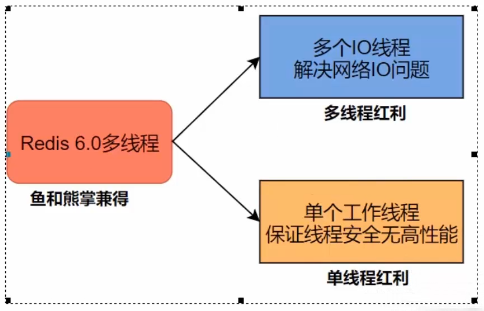 多个IO线程
解决网络IO问题
多线程红利
Redis 6.0多线程
鱼和熊掌兼得
单个工作线程
保证线程安全无高性能
单线程红利